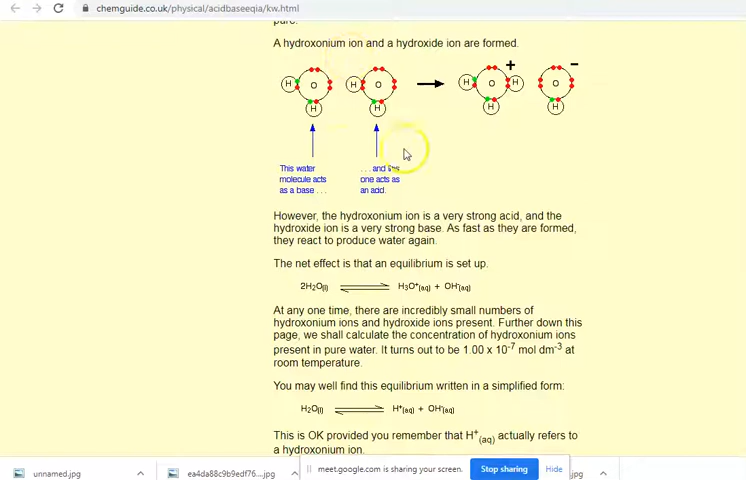 chemguide.co.uk/physical/acidbaseeqia/kw.html
pure.
A hydroxonium ion and a hydroxide ion are formed.
H O H O H O H O
+ −
H H H H
This water ... and this
molecule acts one acts as
as a base ... an acid.
However, the hydroxonium ion is a very strong acid, and the
hydroxide ion is a very strong base. As fast as they are formed,
they react to produce water again.
The net effect is that an equilibrium is set up.
2H2O(l) ⇌ H3O+(aq) + OH-(aq)
At any one time, there are incredibly small numbers of
hydroxonium ions and hydroxide ions present. Further down this
page, we shall calculate the concentration of hydroxonium ions
present in pure water. It turns out to be 1.00 x 10-7 mol dm-3 at
room temperature.
You may well find this equilibrium written in a simplified form:
H2O(l) ⇌ H+(aq) + OH-(aq)
This is OK provided you remember that H+(aq) actually refers to
a hydroxonium ion.
unnamed.jpg
ea4da88c9b9edf76....jpg
meet.google.com is sharing your screen.
Stop sharing
Hide
.jpg